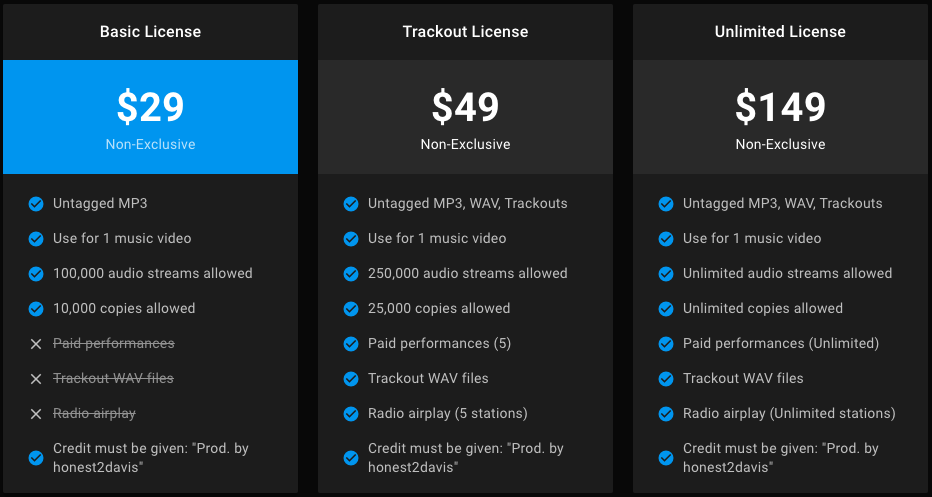 Basic License
$29
Non-Exclusive
Untagged MP3
Use for 1 music video
100,000 audio streams allowed
10,000 copies allowed
Paid performances
Trackout WAV files
Radio airplay
Credit must be given: "Prod. by
honest2davis"
Trackout License
$49
Non-Exclusive
Untagged MP3, WAV, Trackouts
Use for 1 music video
250,000 audio streams allowed
25,000 copies allowed
Paid performances (5)
Trackout WAV files
Radio airplay (5 stations)
Credit must be given: "Prod. by
honest2davis"
Unlimited License
$149
Non-Exclusive
Untagged MP3, WAV, Trackouts
Use for 1 music video
Unlimited audio streams allowed
Unlimited copies allowed
Paid performances (Unlimited)
Trackout WAV files
Radio airplay (Unlimited stations)
Credit must be given: "Prod. by
honest2davis"